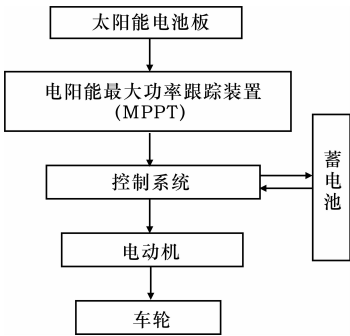 太阳能电池板
电阳能最大功率跟踪装置
(MPPT)
控制系统
蓄
电
池
电动机
车轮